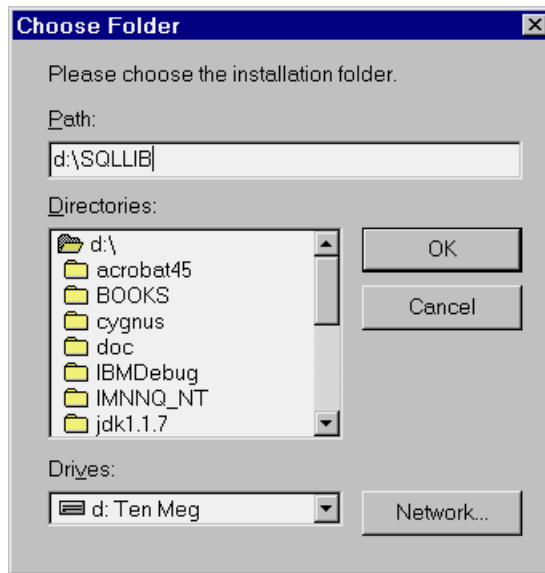 Choose Folder
Please choose the installation folder.
Path:
d:\SQLLIB
Directories:
d:\
acrobat45
BOOKS
cygnus
doc
IBMDebug
IMNNQ_NT
jdk1.1.7
OK
Cancel
Drives:
d: Ten Meg
Network...